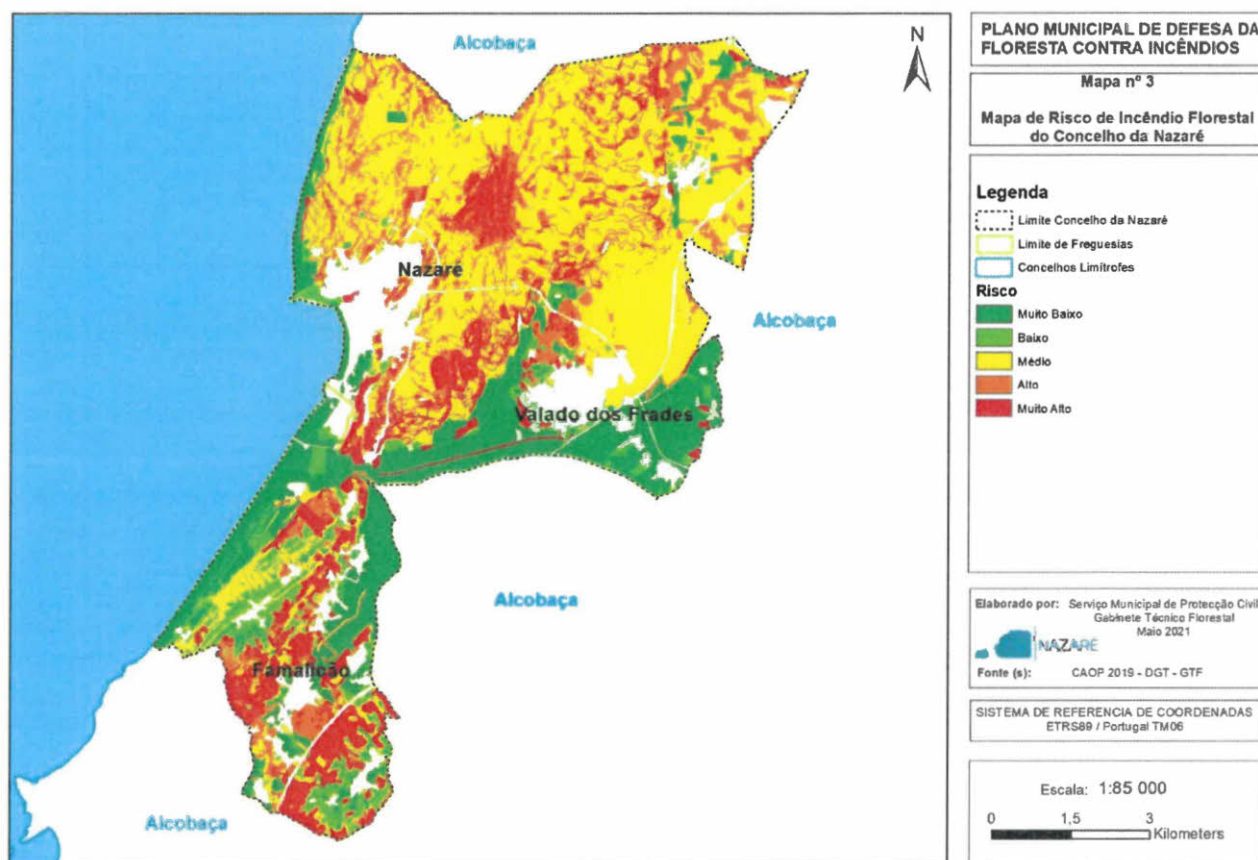 Alcobaça
N
Nazaré
Alcobaça
Valado dos Frades
Alcobaça
Famalicão
Alcobaça
PLANO MUNICIPAL DE DEFESA DA
FLORESTA CONTRA INCÊNDIOS
Mapa nº 3
Mapa de Risco de Incêndio Florestal
do Concelho da Nazaré
Legenda
Limite Concelho da Nazaré
Limite de Freguesias
Concelhos Limítrofes
Risco
Muito Baixo
Baixo
Médio
Alto
Muito Alto
Elaborado por: Serviço Municipal de Protecção Civil
Gabinete Técnico Florestal
Maio 2021
NAZARÉ
Fonte (s): CAOP 2019 - DGT - GTF
SISTEMA DE REFERENCIA DE COORDENADAS
ETRS89 / Portugal TM06
Escala: 1:85 000
0 1,5 3
Kilometers